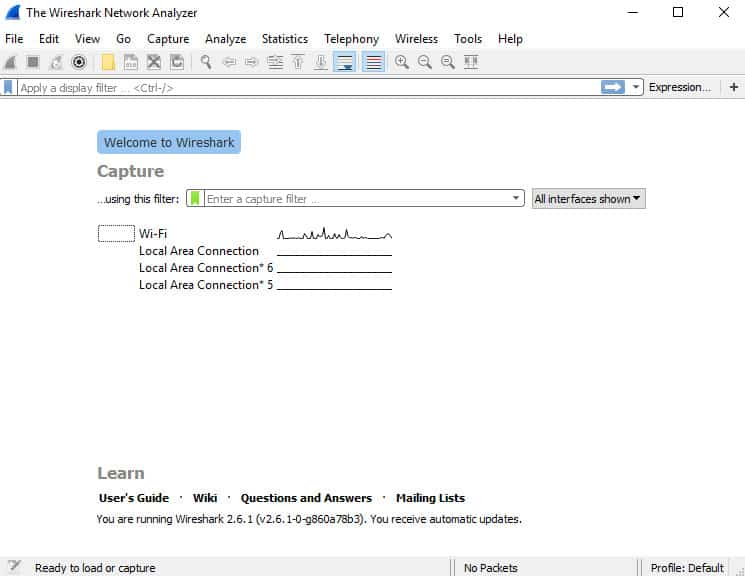 The Wireshark Network Analyzer
File Edit View Go Capture Analyze Statistics Telephony Wireless Tools Help
Apply a display filter ... <Ctrl-/> Expression... +
Welcome to Wireshark
Capture
...using this filter: Enter a capture filter ... All interfaces shown
Wi-Fi
Local Area Connection
Local Area Connection* 6
Local Area Connection* 5
Learn
User's Guide · Wiki · Questions and Answers · Mailing Lists
You are running Wireshark 2.6.1 (v2.6.1-0-g860a78b3). You receive automatic updates.
Ready to load or capture No Packets Profile: Default